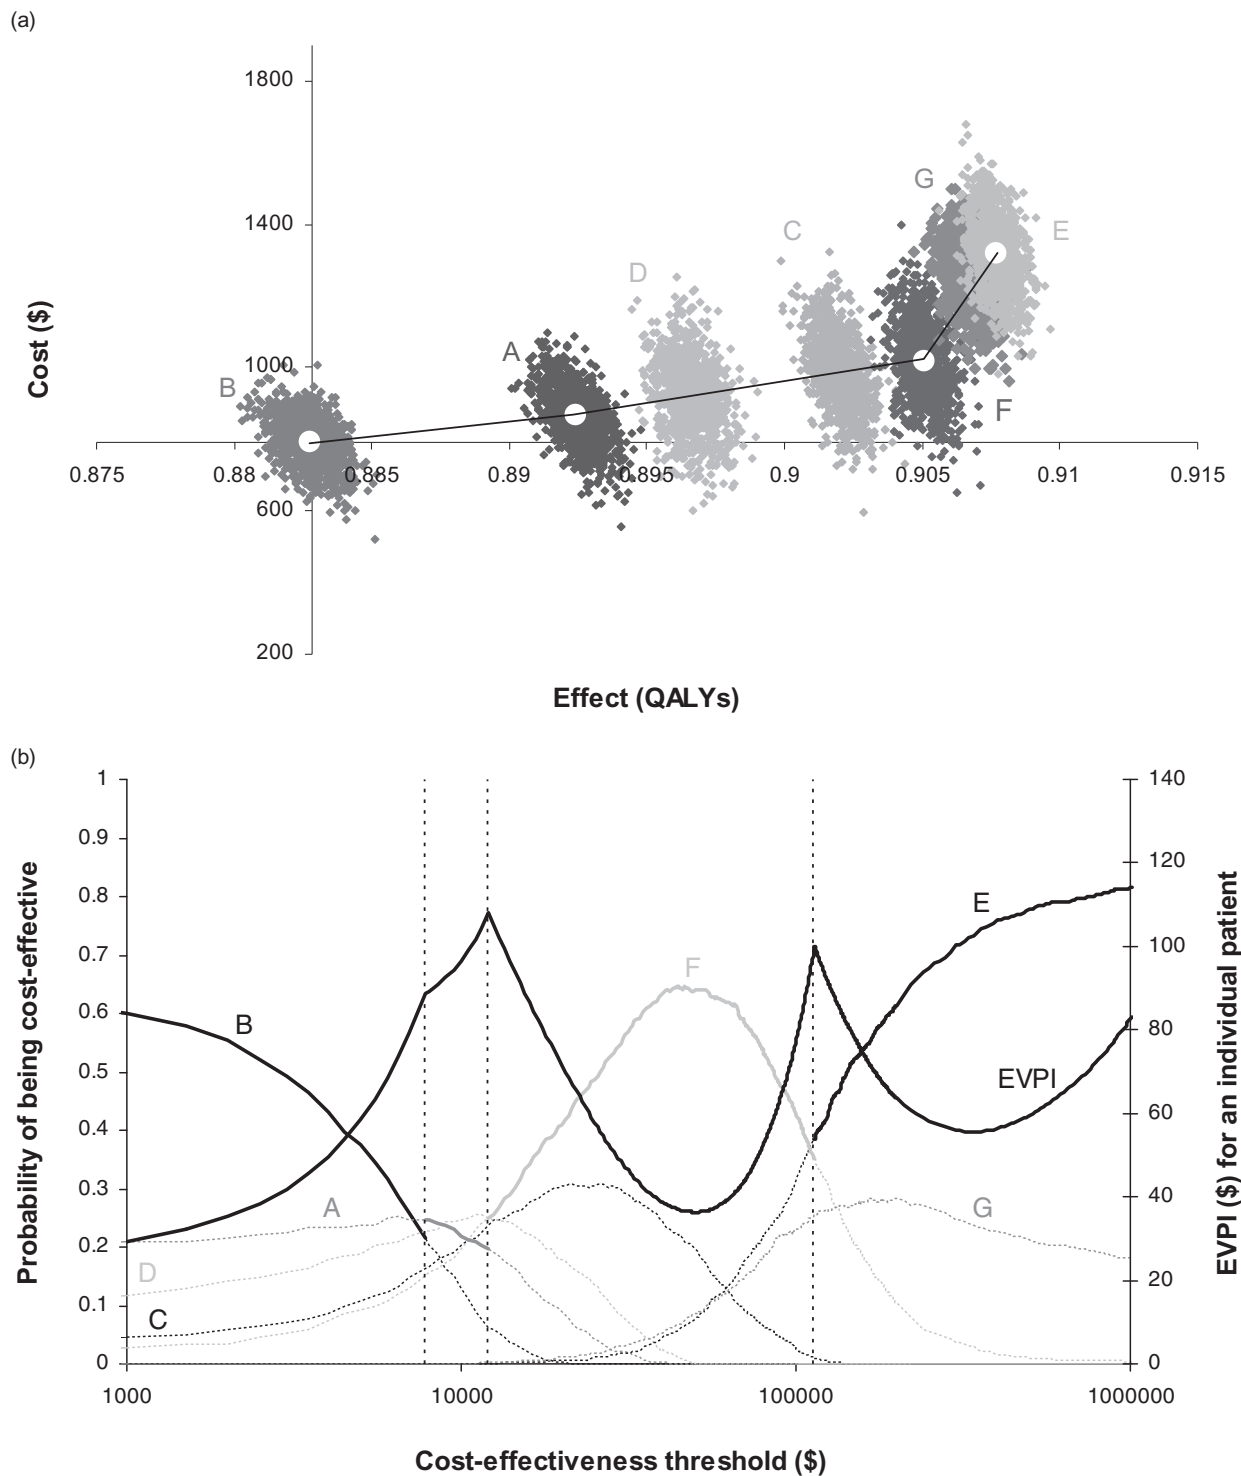 (a)
1800
1400
1000
600
200
Cost ($)
G
E
C
D
A
B
F
0.875
0.88
0.885
0.89
0.895
0.9
0.905
0.91
0.915
Effect (QALYs)
(b)
1
0.9
0.8
0.7
0.6
0.5
0.4
0.3
0.2
0.1
0
Probability of being cost-effective
140
120
100
80
60
40
20
0
EVPI ($) for an individual patient
E
F
B
EVPI
A
G
D
C
1000
10000
100000
1000000
Cost-effectiveness threshold ($)